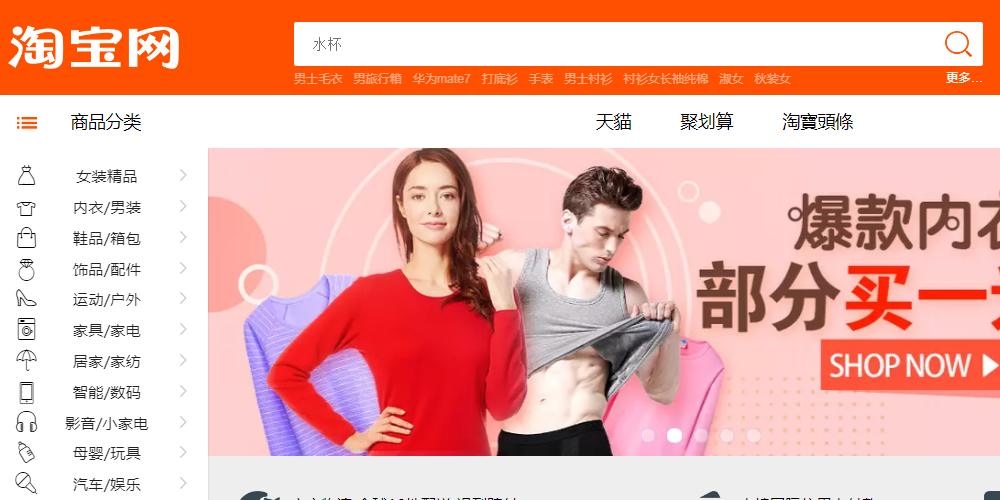 淘宝网
水杯
男士毛衣 男旅行箱 华为mate7 打底衫 手表 男士衬衫 衬衫女长袖纯棉 淑女 秋装女 更多...
商品分类 天貓 聚划算 淘寶頭條
女装精品
内衣/男装
鞋品/箱包
饰品/配件
运动/户外
家具/家电
居家/家纺
智能/数码
影音/小家电
母婴/玩具
汽车/娱乐
爆款内衣
部分买一
SHOP NOW